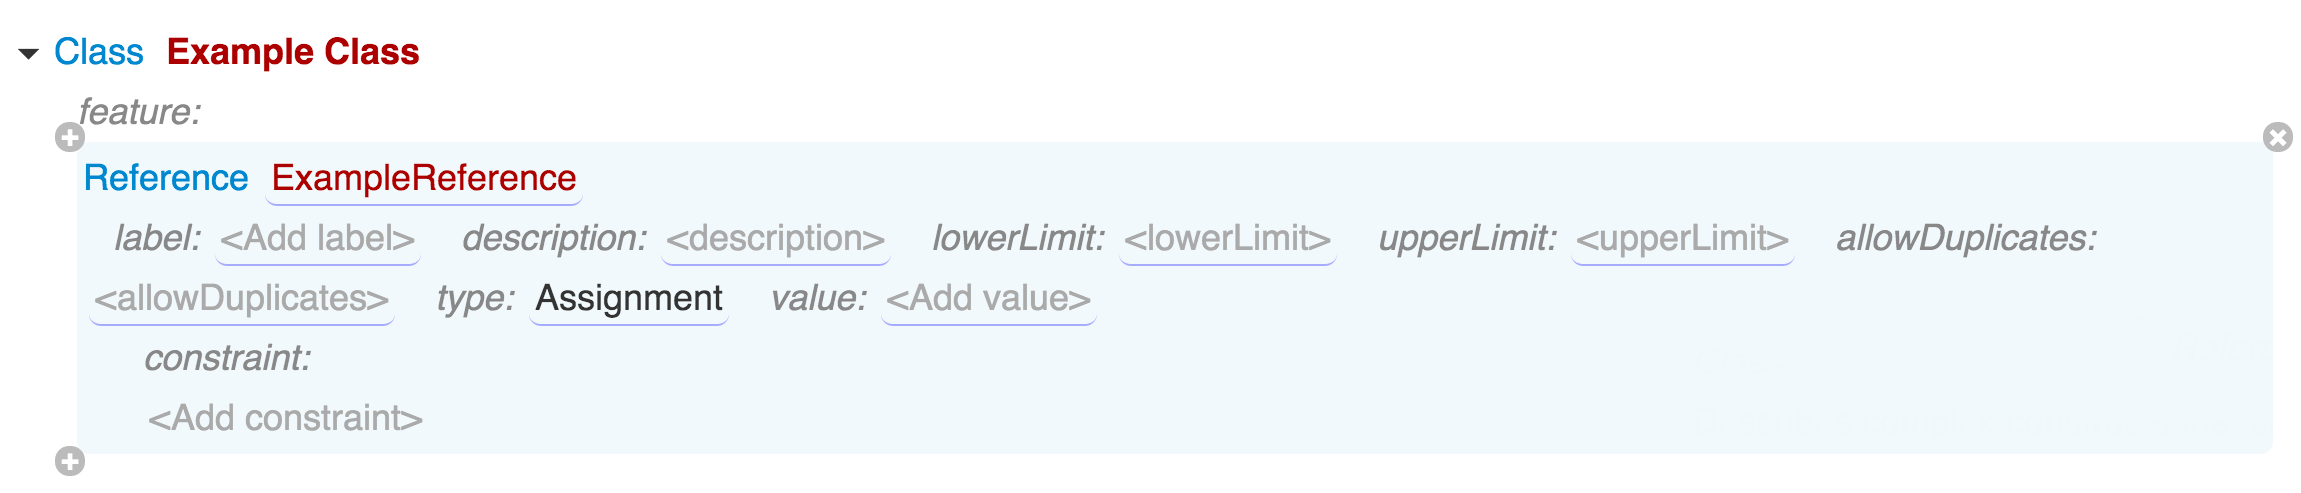 Class Example Class
feature:
Reference ExampleReference
label: <Add label> description: <description> lowerLimit: <lowerLimit> upperLimit: <upperLimit> allowDuplicates:
<allowDuplicates> type: Assignment value: <Add value>
constraint:
<Add constraint>